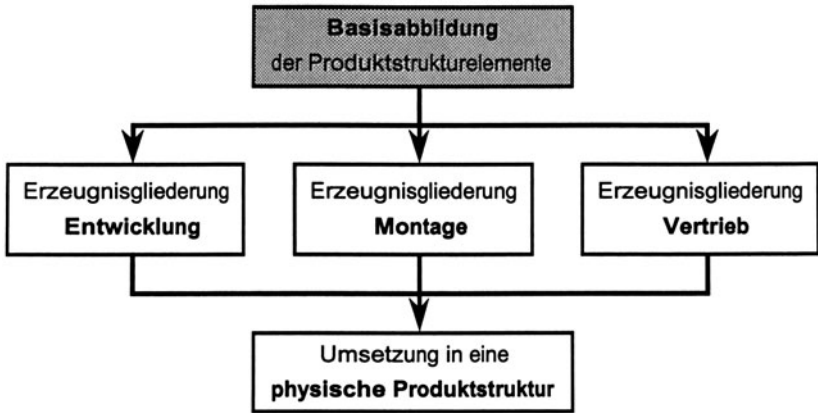 Basisabbildung
der Produktstrukturelemente
Erzeugnisgliederung
Entwicklung
Erzeugnisgliederung
Montage
Erzeugnisgliederung
Vertrieb
Umsetzung in eine
physische Produktstruktur